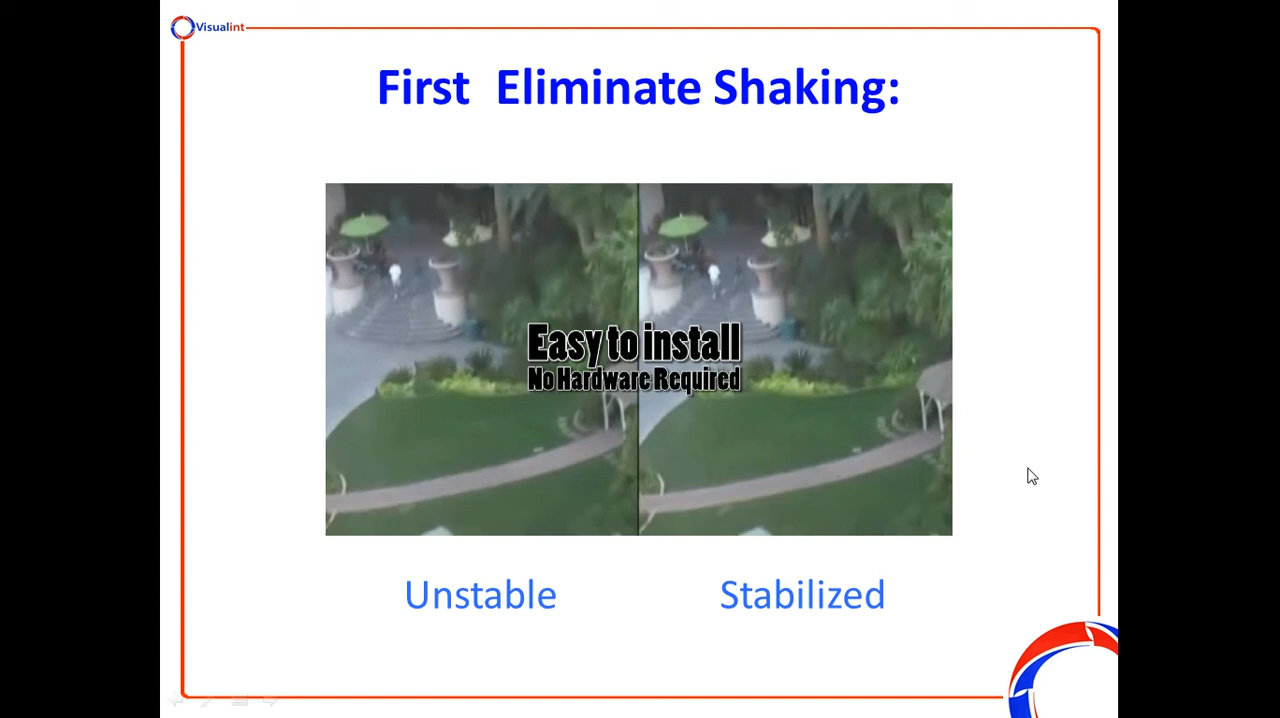 Visualint
First Eliminate Shaking:
Easy to install
No Hardware Required
Unstable
Stabilized